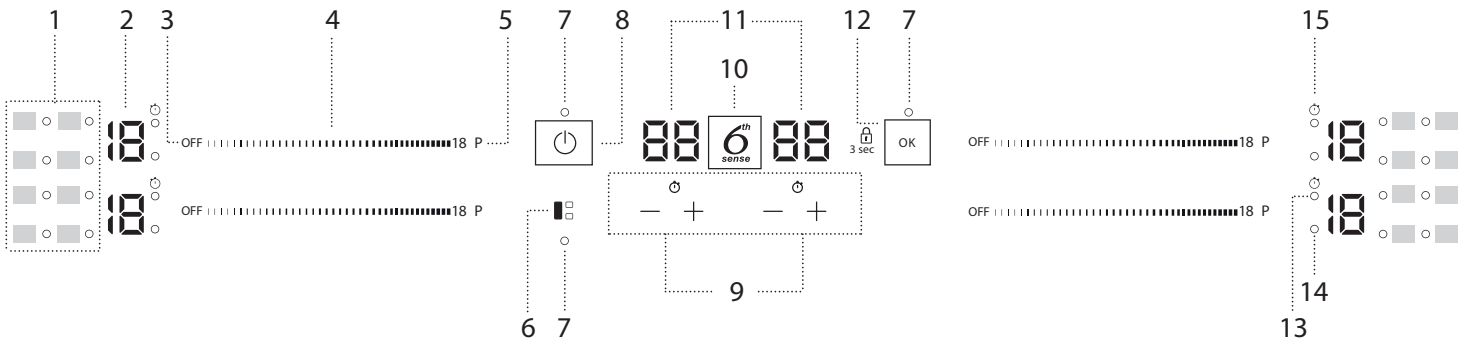 1 2 3 4 5 7 8 11 12 7 15
10
18 OFF 18 P 88 6th sense 88 3 sec OK OFF 18 P 18
18 OFF 18 P OFF 18 P 18
− + − +
9
6 7 13 14